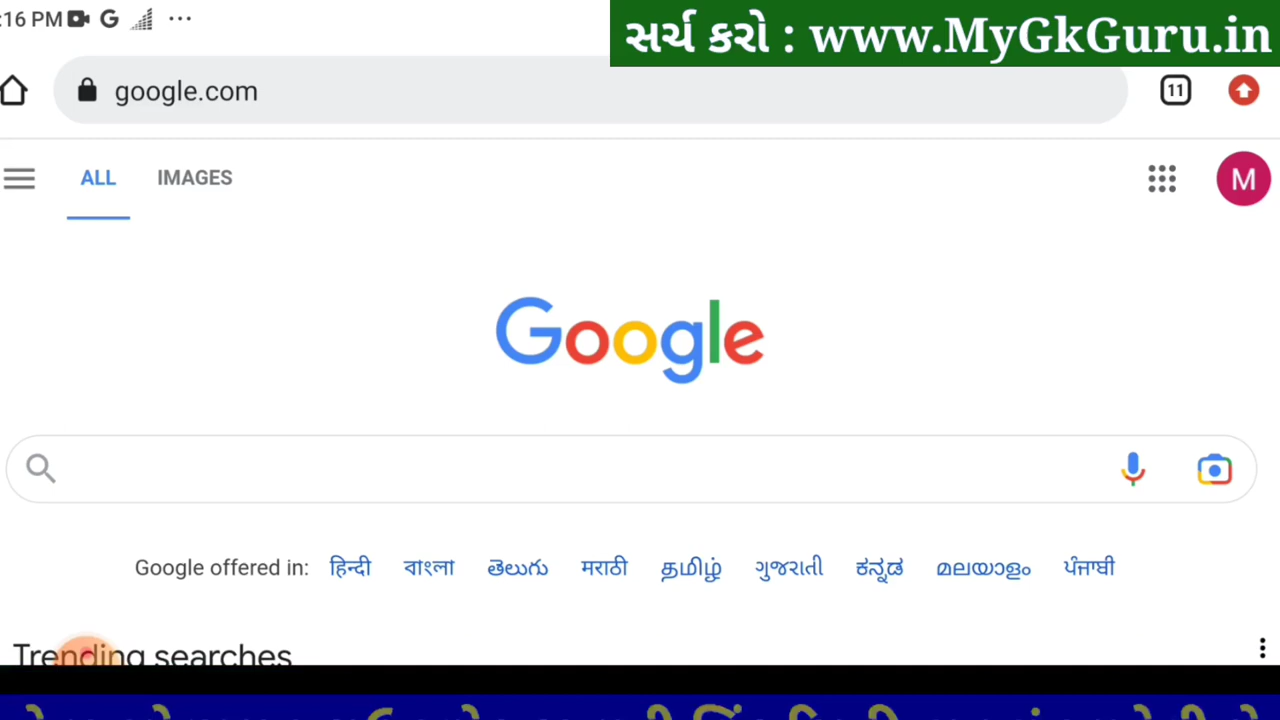 :16 PM G ...
સર્ચ કરો : www.MyGkGuru.in
google.com
11
ALL IMAGES
M
Google
Google offered in: हिन्दी বাংলা తెలుగు मराठी தமிழ் ગુજરાતી ಕನ್ನಡ മലയാളം ਪੰਜਾਬੀ
Trending searches